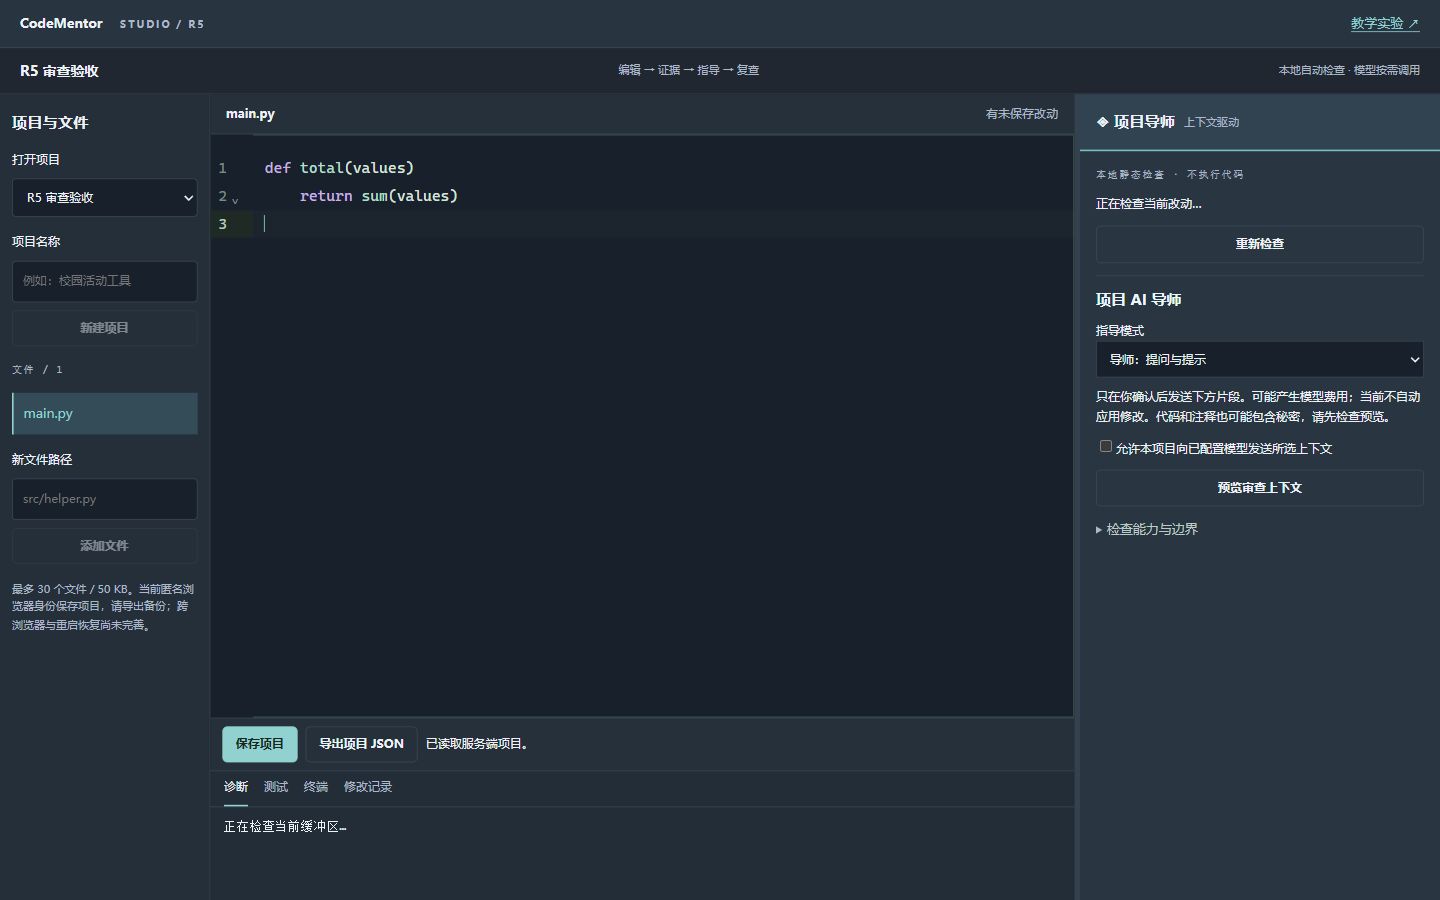 CodeMentor STUDIO / R5
教学实验 ↗
R5 审查验收
编辑 → 证据 → 指导 → 复查
本地自动检查 · 模型按需调用
项目与文件
打开项目
R5 审查验收
项目名称
例如：校园活动工具
新建项目
文件 / 1
main.py
新文件路径
src/helper.py
添加文件
最多 30 个文件 / 50 KB。当前匿名浏
览器身份保存项目，请导出备份；跨
浏览器与重启恢复尚未完善。
main.py
有未保存改动
1 def total(values)
2 return sum(values)
3
保存项目
导出项目 JSON
已读取服务端项目。
诊断 测试 终端 修改记录
正在检查当前缓冲区…
◈ 项目导师 上下文驱动
本地静态检查 · 不执行代码
正在检查当前改动…
重新检查
项目 AI 导师
指导模式
导师：提问与提示
只在你确认后发送下方片段。可能产生模型费用；当前不自动
应用修改。代码和注释也可能包含秘密，请先检查预览。
允许本项目向已配置模型发送所选上下文
预览审查上下文
▸ 检查能力与边界